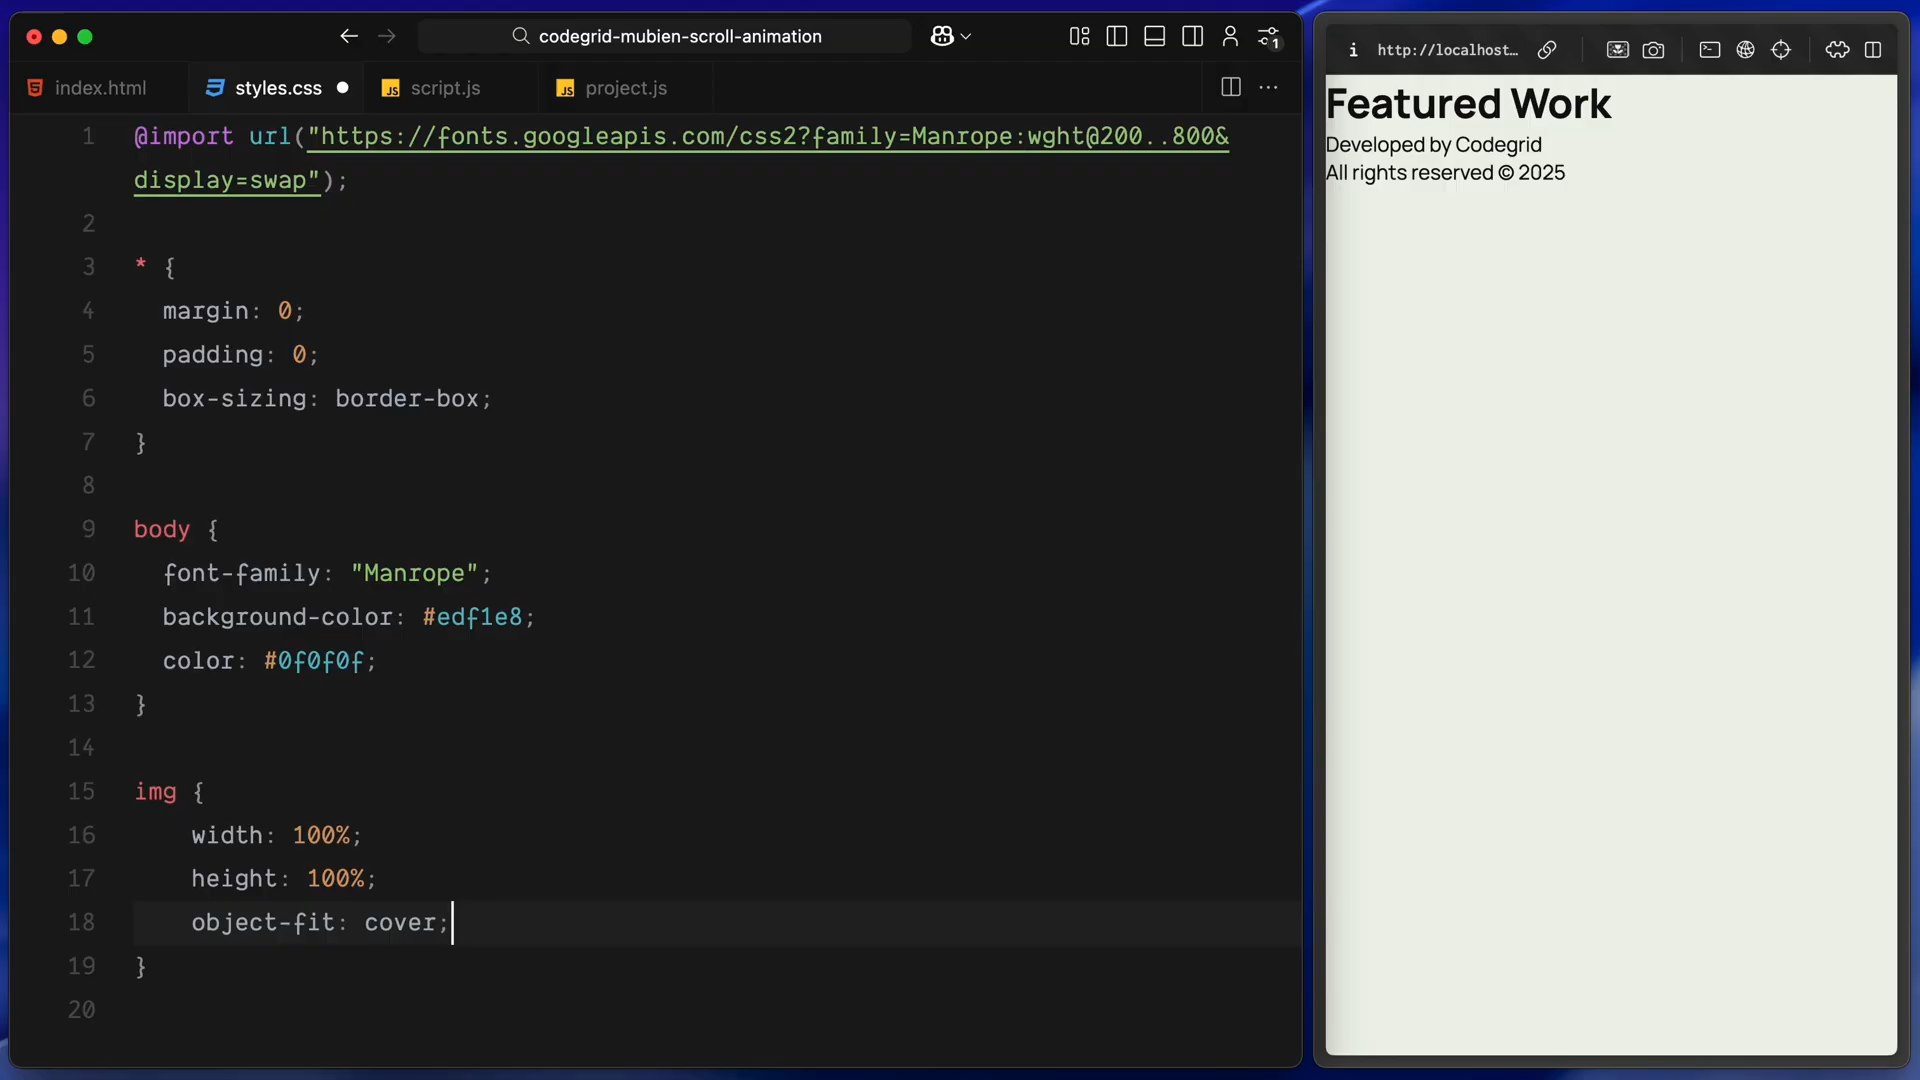 codegrid-mubien-scroll-animation
1
index.html
styles.css
JS script.js
JS project.js
1 @import url("https://fonts.googleapis.com/css2?family=Manrope:wght@200..800&
display=swap");
2
3 * {
4 margin: 0;
5 padding: 0;
6 box-sizing: border-box;
7 }
8
9 body {
10 font-family: "Manrope";
11 background-color: #edf1e8;
12 color: #0f0f0f;
13 }
14
15 img {
16 width: 100%;
17 height: 100%;
18 object-fit: cover;
19 }
20
i http://localhost…
Featured Work
Developed by Codegrid
All rights reserved © 2025